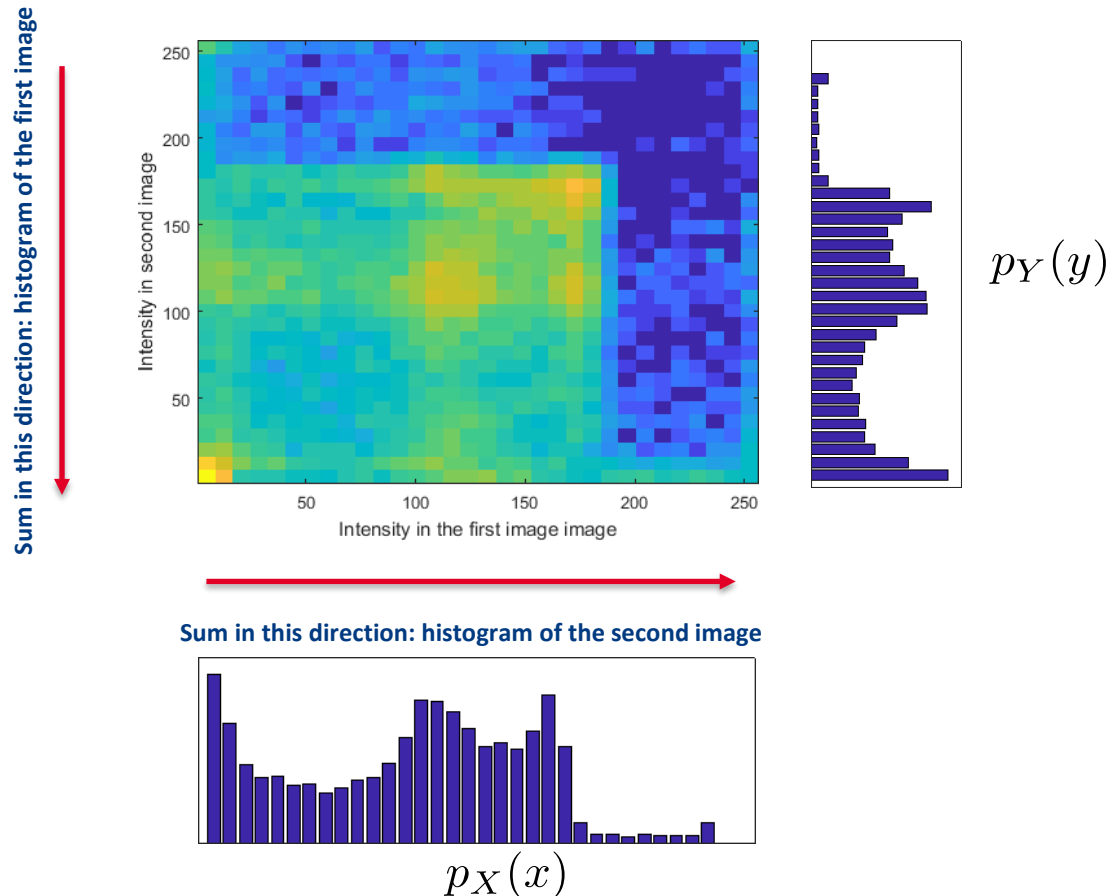 Sum in this direction: histogram of the first image
250
200
150
100
50
Intensity in second image
50
100
150
200
250
Intensity in the first image image
p_Y(y)
Sum in this direction: histogram of the second image
p_X(x)